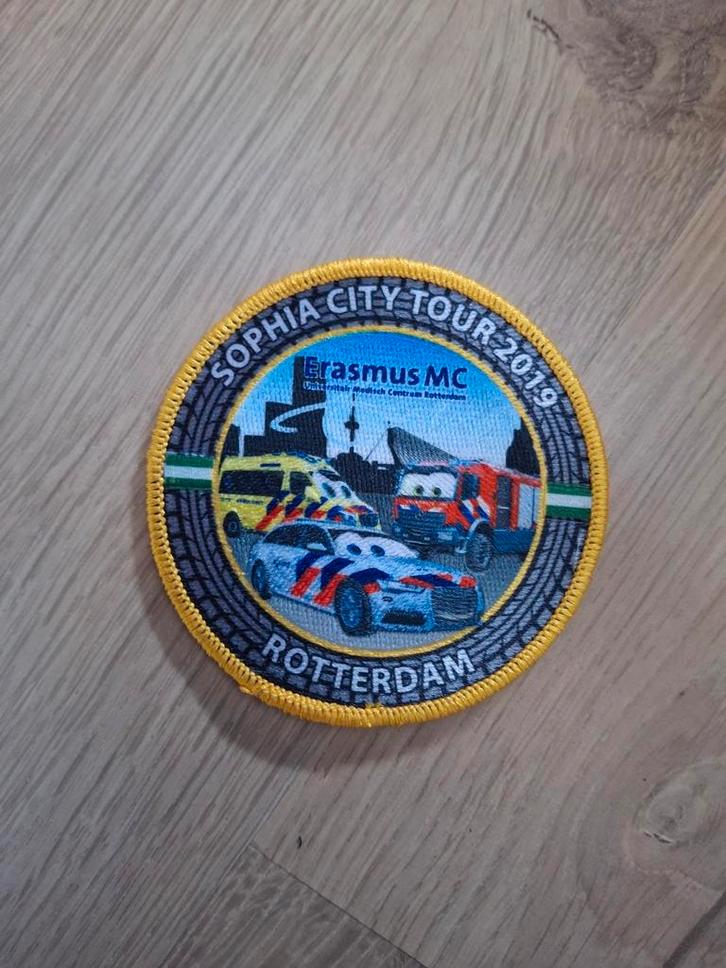 SOPHIA CITY TOUR 2019
Erasmus MC
Universitair Medisch Centrum Rotterdam
ROTTERDAM